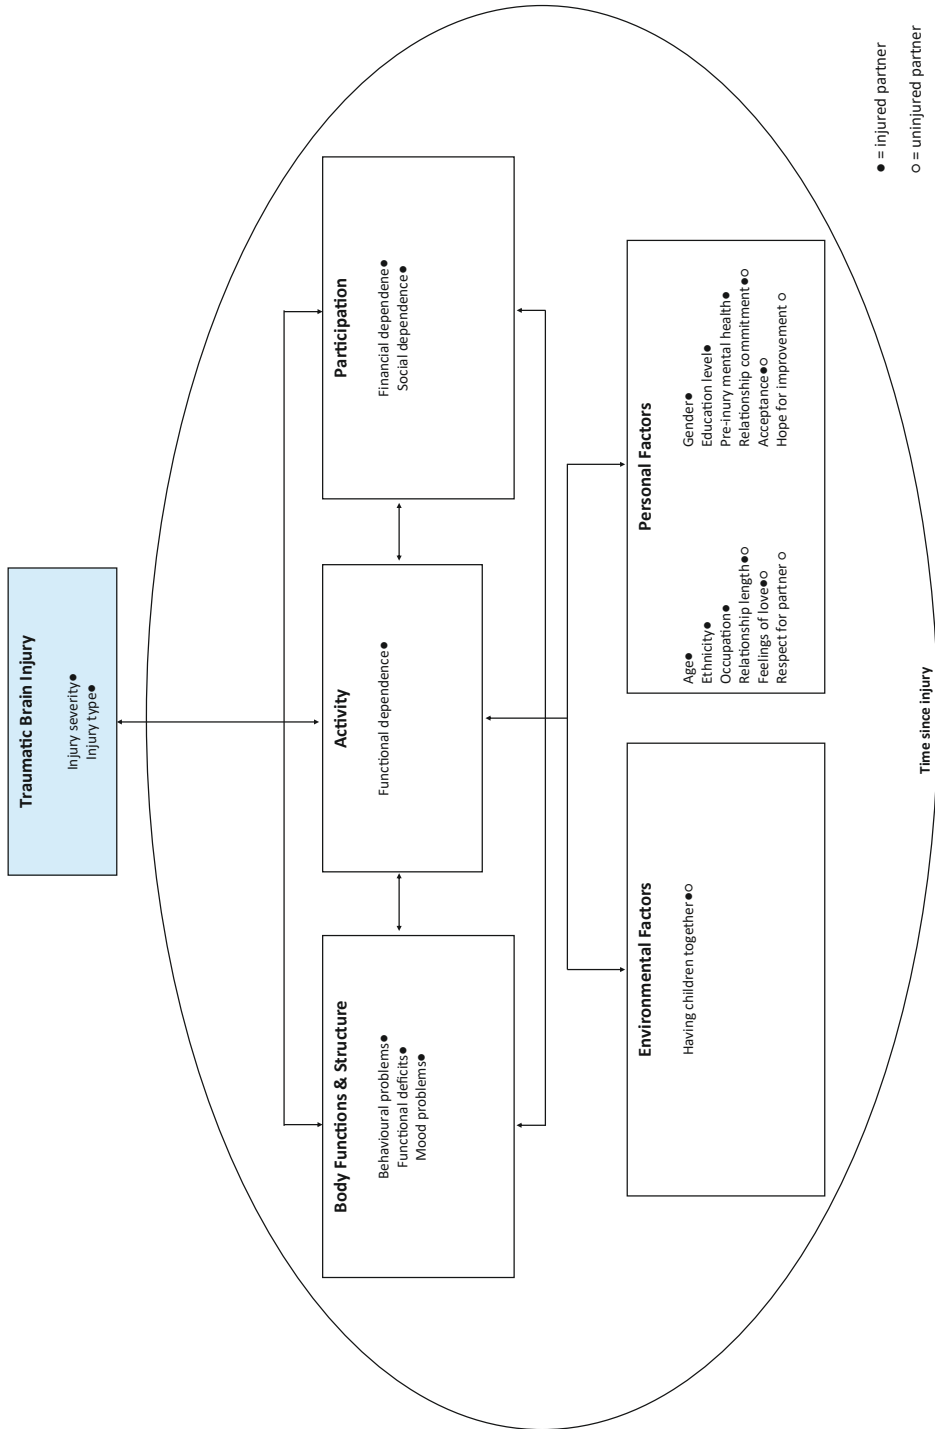 Traumatic Brain Injury
Injury severity●
Injury type●
Body Functions & Structure
Behavioural problems●
Functional deficits●
Mood problems●
Activity
Functional dependence●
Participation
Financial dependene●
Social dependence●
Environmental Factors
Having children together●○
Personal Factors
Age●
Ethnicity●
Occupation●
Relationship length●○
Feelings of love●○
Respect for partner ○
Gender●
Education level●
Pre-inury mental health●
Relationship commitment●○
Acceptance●○
Hope for improvement ○
Time since injury
● = injured partner
○ = uninjured partner